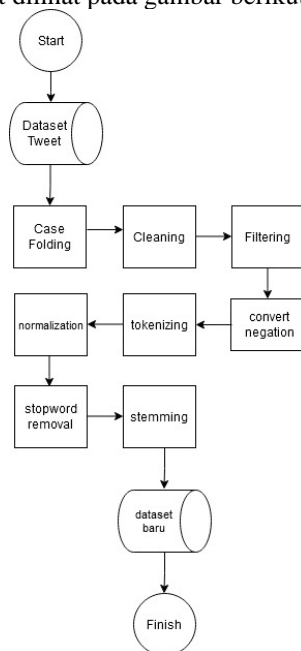 dilihat pada gambar berikut
Start
Dataset
Tweet
Case
Folding
Cleaning
Filtering
convert
negation
tokenizing
normalization
stopword
removal
stemming
dataset
baru
Finish